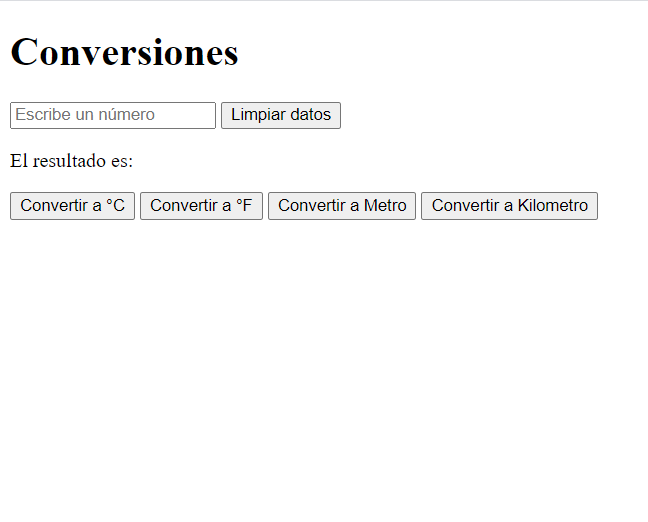 Conversiones
Escribe un número Limpiar datos
El resultado es:
Convertir a °C Convertir a °F Convertir a Metro Convertir a Kilometro